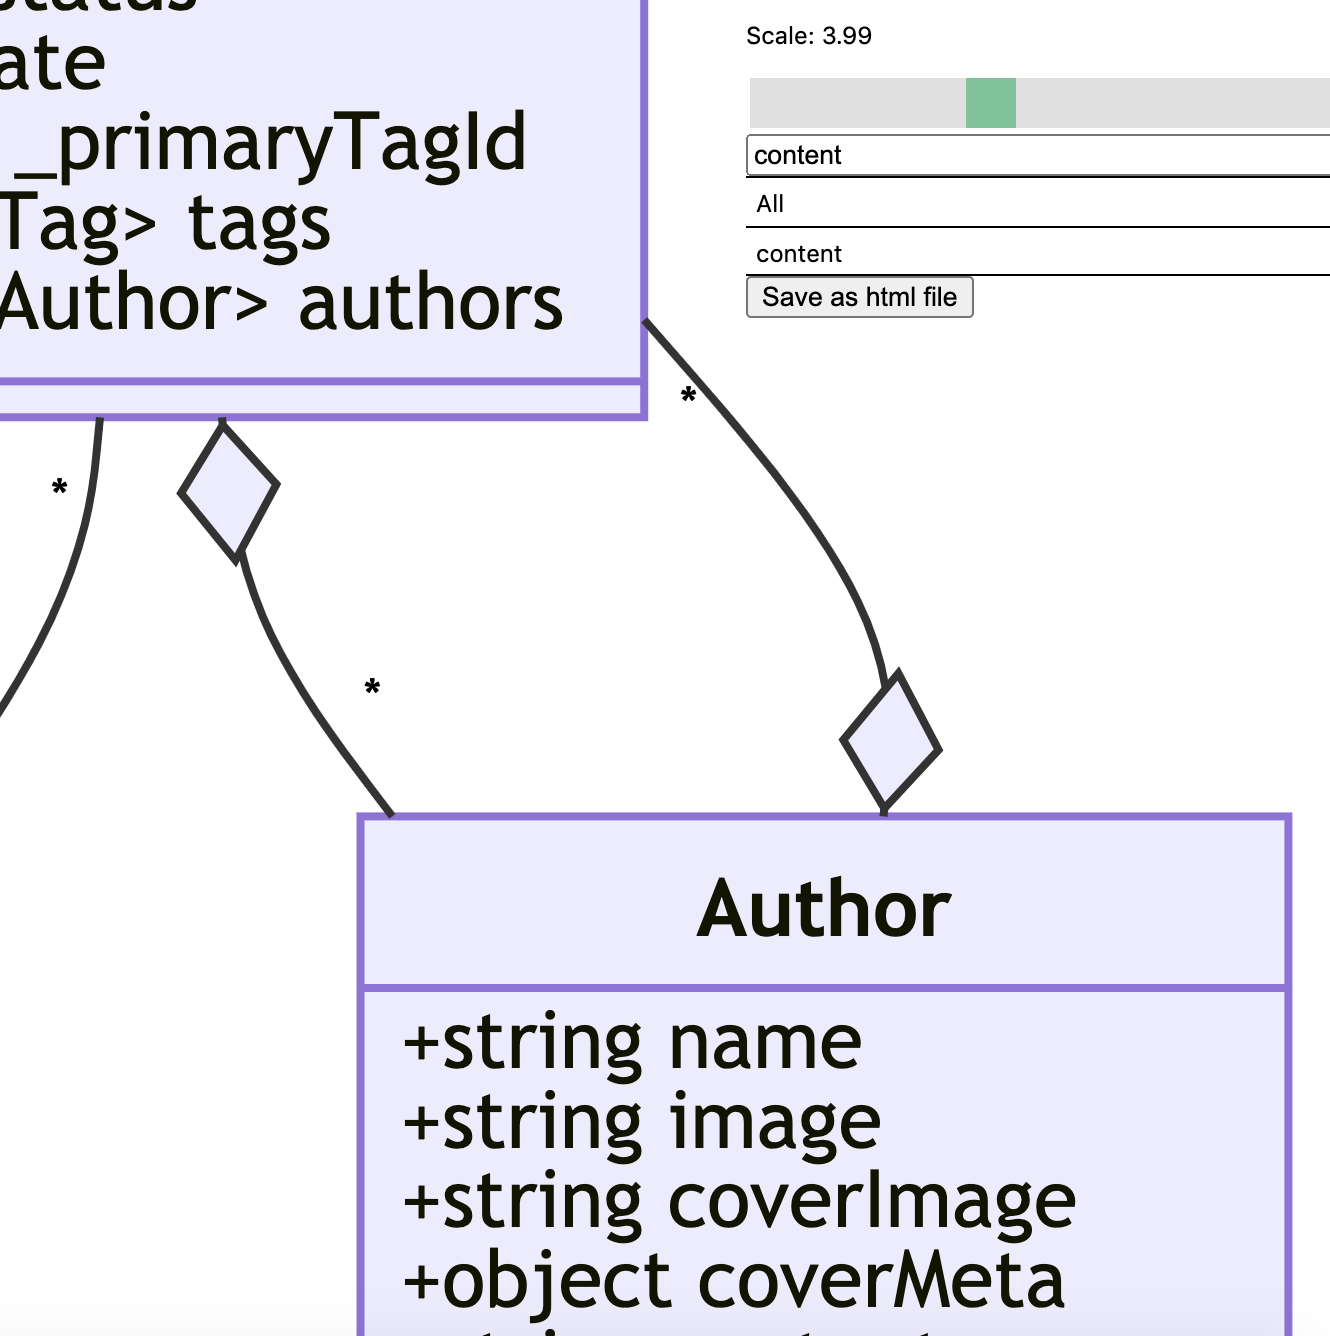 ate
_primaryTagId
Tag> tags
Author> authors
Scale: 3.99
content
All
content
Save as html file
*
*
*
Author
+string name
+string image
+string coverImage
+object coverMeta